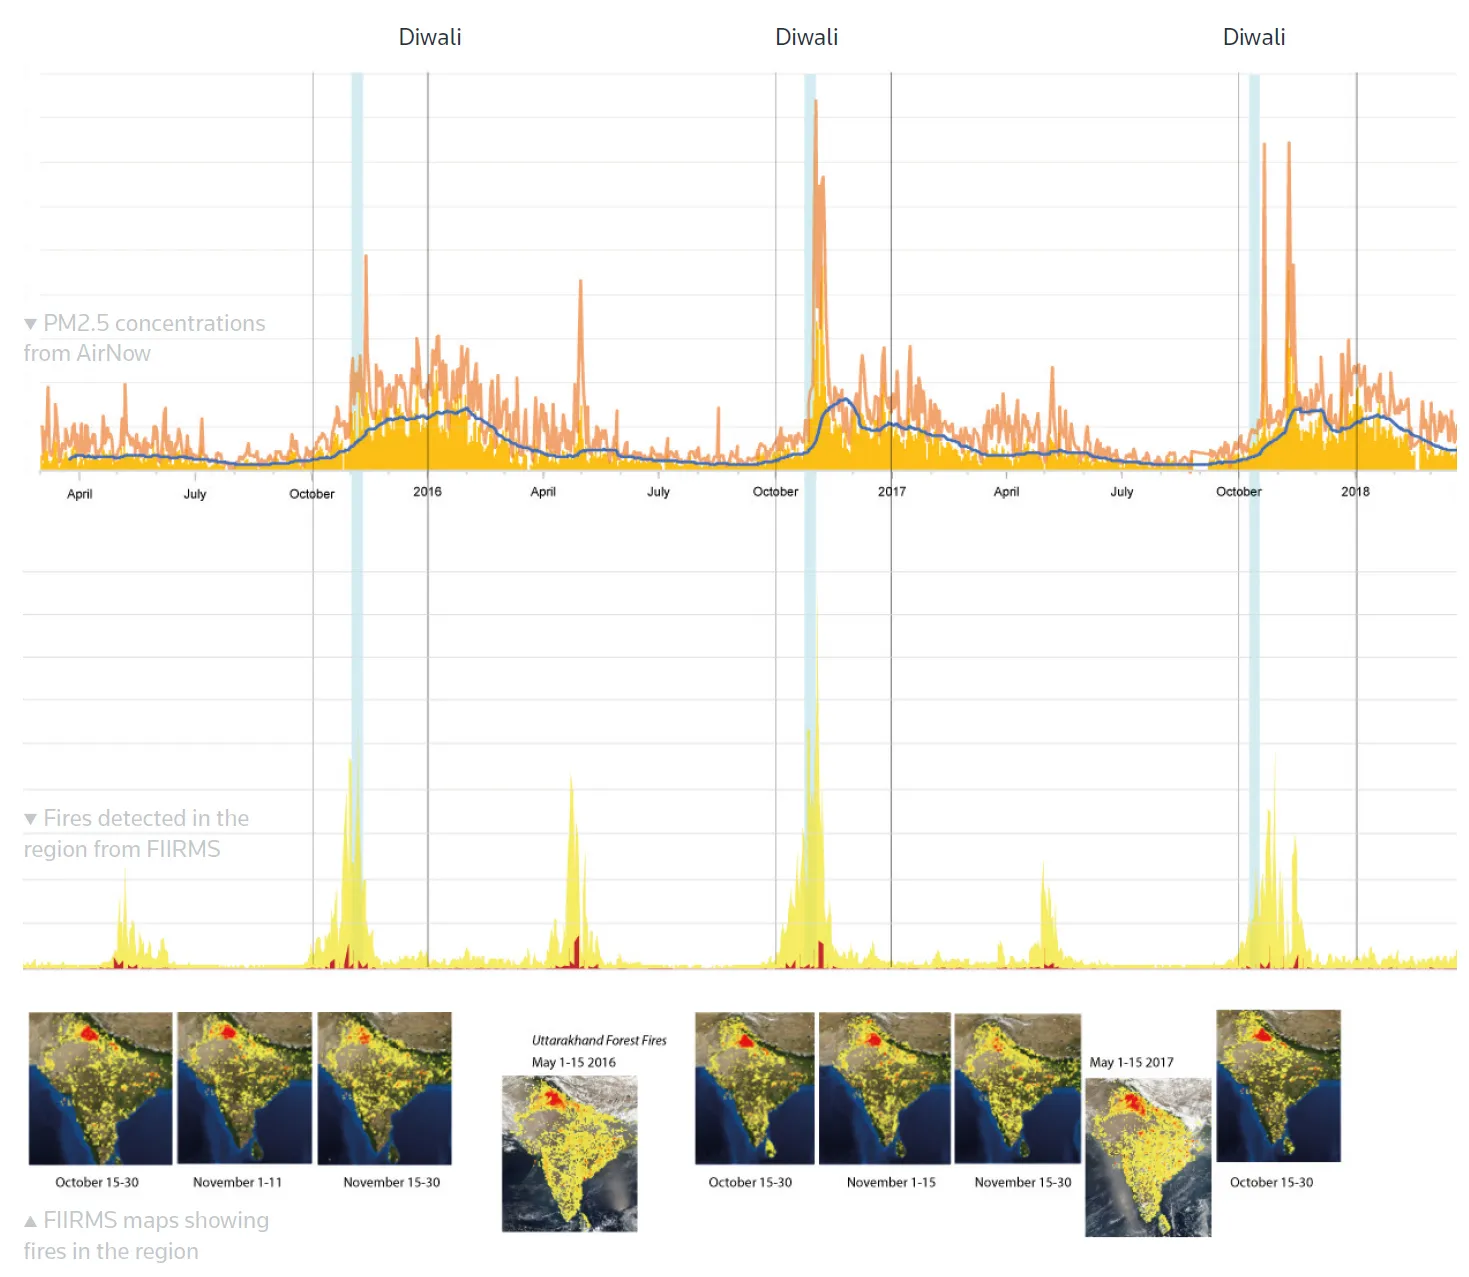 Diwali
Diwali
Diwali
▼ PM2.5 concentrations
from AirNow
April
July
October
2016
April
July
October
2017
April
July
October
2018
▼ Fires detected in the
region from FIIRMS
Uttarakhand Forest Fires
May 1-15 2016
May 1-15 2017
October 15-30
November 1-11
November 15-30
October 15-30
November 1-15
November 15-30
October 15-30
▲ FIIRMS maps showing
fires in the region